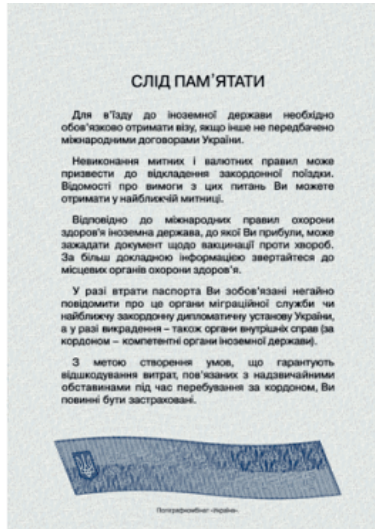 СЛІД ПАМ'ЯТАТИ
Для в'їзду до іноземної держави необхідно
обов'язково отримати візу, якщо інше не передбачено
міжнародними договорами України.
Невиконання митних і валютних правил може
призвести до відкладення закордонної поїздки.
Відомості про вимоги з цих питань Ви можете
отримати у найближчій митниці.
Відповідно до міжнародних правил охорони
здоров'я іноземна держава, до якої Ви прибули, може
зажадати документ щодо вакцинації проти хвороб.
За більш докладною інформацією звертайтеся до
місцевих органів охорони здоров'я.
У разі втрати паспорта Ви зобов'язані негайно
повідомити про це органи міграційної служби чи
найближчу закордонну дипломатичну установу України,
а у разі викрадення – також органи внутрішніх справ (за
кордоном – компетентні органи іноземної держави).
З метою створення умов, що гарантують
відшкодування витрат, пов'язаних з надзвичайними
обставинами під час перебування за кордоном, Ви
повинні бути застраховані.
Поліграфкомбінат «Україна»